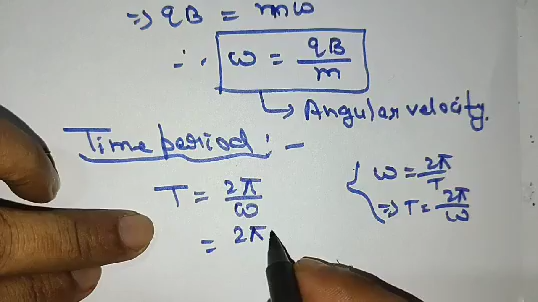 => qB = mω
∴ ω = qB/m
→ Angular velocity.
Time period :-
T = 2π/ω
{ ω = 2π/T
=> T = 2π/ω
= 2π